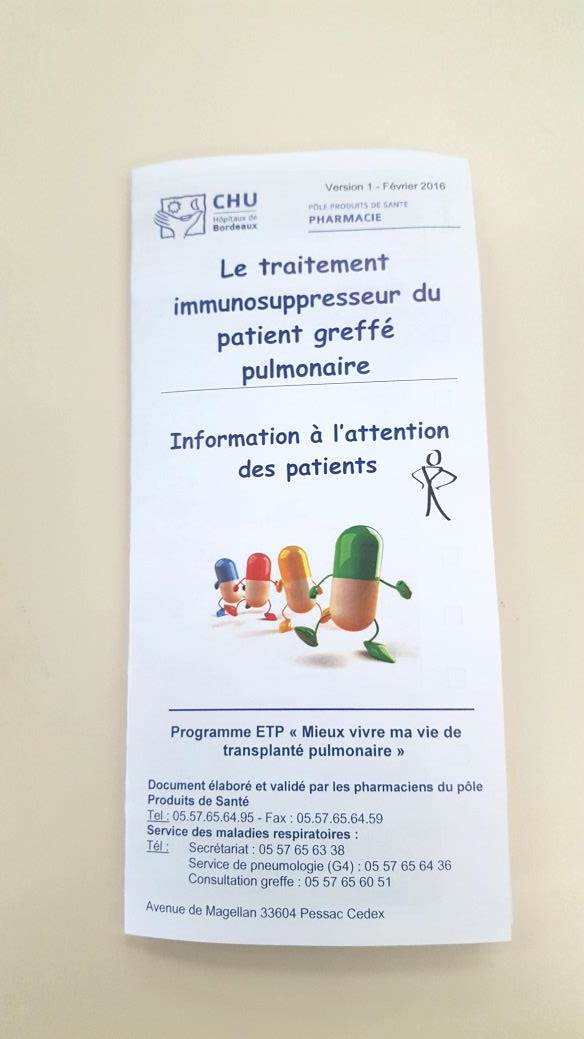 CHU
Hôpitaux de
Bordeaux
Version 1 - Février 2016
PÔLE PRODUITS DE SANTE
PHARMACIE
Le traitement
immunosuppresseur du
patient greffé
pulmonaire
Information à l'attention
des patients
Programme ETP « Mieux vivre ma vie de
transplanté pulmonaire »
Document élaboré et validé par les pharmaciens du pôle
Produits de Santé
Tel : 05.57.65.64.95 - Fax : 05.57.65.64.59
Service des maladies respiratoires :
Tél : Secrétariat : 05 57 65 63 38
Service de pneumologie (G4) : 05 57 65 64 36
Consultation greffe : 05 57 65 60 51
Avenue de Magellan 33604 Pessac Cedex